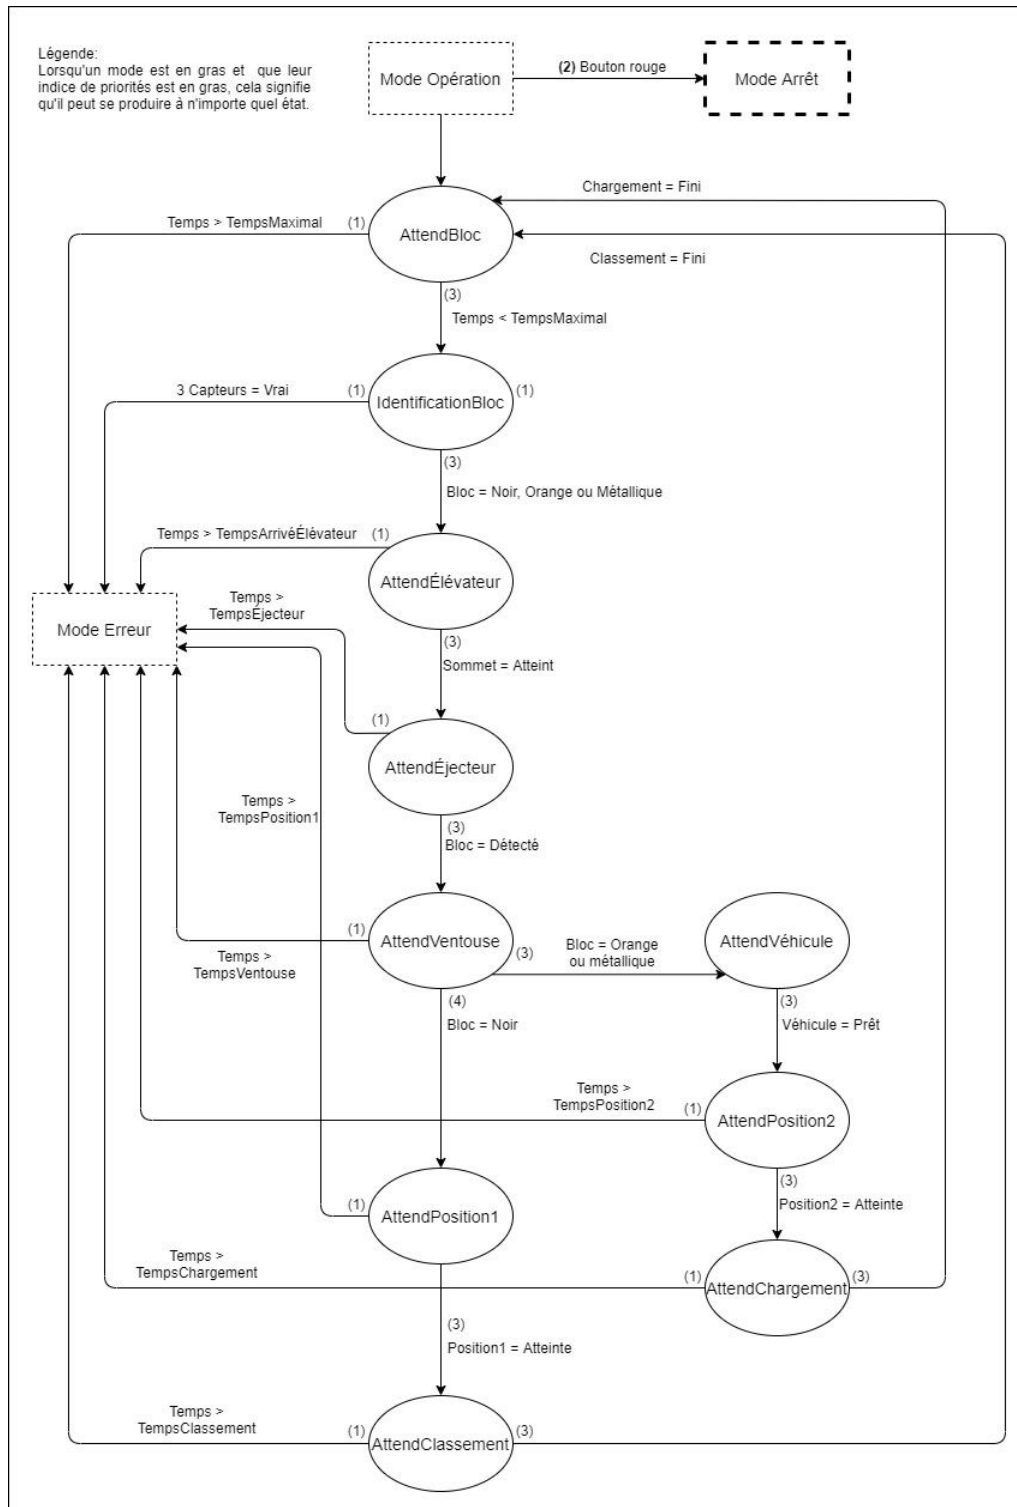 Légende:
Lorsqu'un mode est en gras et que leur
indice de priorités est en gras, cela signifie
qu'il peut se produire à n'importe quel état.
Mode Opération
(2) Bouton rouge
Mode Arrêt
Chargement = Fini
Temps > TempsMaximal
(1)
AttendBloc
Classement = Fini
(3)
Temps < TempsMaximal
3 Capteurs = Vrai
(1)
IdentificationBloc
(1)
(3)
Bloc = Noir, Orange ou Métallique
Temps > TempsArrivéÉlévateur
(1)
AttendÉlévateur
Temps >
TempsÉjecteur
Mode Erreur
(3)
Sommet = Atteint
(1)
AttendÉjecteur
Temps >
TempsPosition1
(3)
Bloc = Détecté
(1)
AttendVentouse
(3)
Bloc = Orange
ou métallique
AttendVéhicule
Temps >
TempsVentouse
(4)
Bloc = Noir
(3)
Véhicule = Prêt
Temps >
TempsPosition2
(1)
AttendPosition2
(3)
Position2 = Atteinte
(1)
AttendPosition1
Temps >
TempsChargement
(1)
AttendChargement
(3)
(3)
Position1 = Atteinte
Temps >
TempsClassement
(1)
AttendClassement
(3)